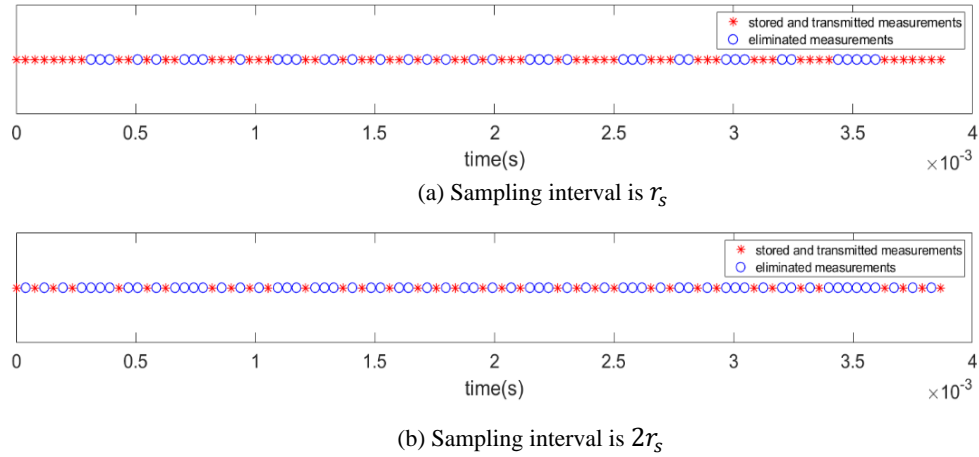 stored and transmitted measurements
eliminated measurements
0 0.5 1 1.5 2 2.5 3 3.5 4
time(s)
×10⁻³
(a) Sampling interval is rₛ
stored and transmitted measurements
eliminated measurements
0 0.5 1 1.5 2 2.5 3 3.5 4
time(s)
×10⁻³
(b) Sampling interval is 2rₛ